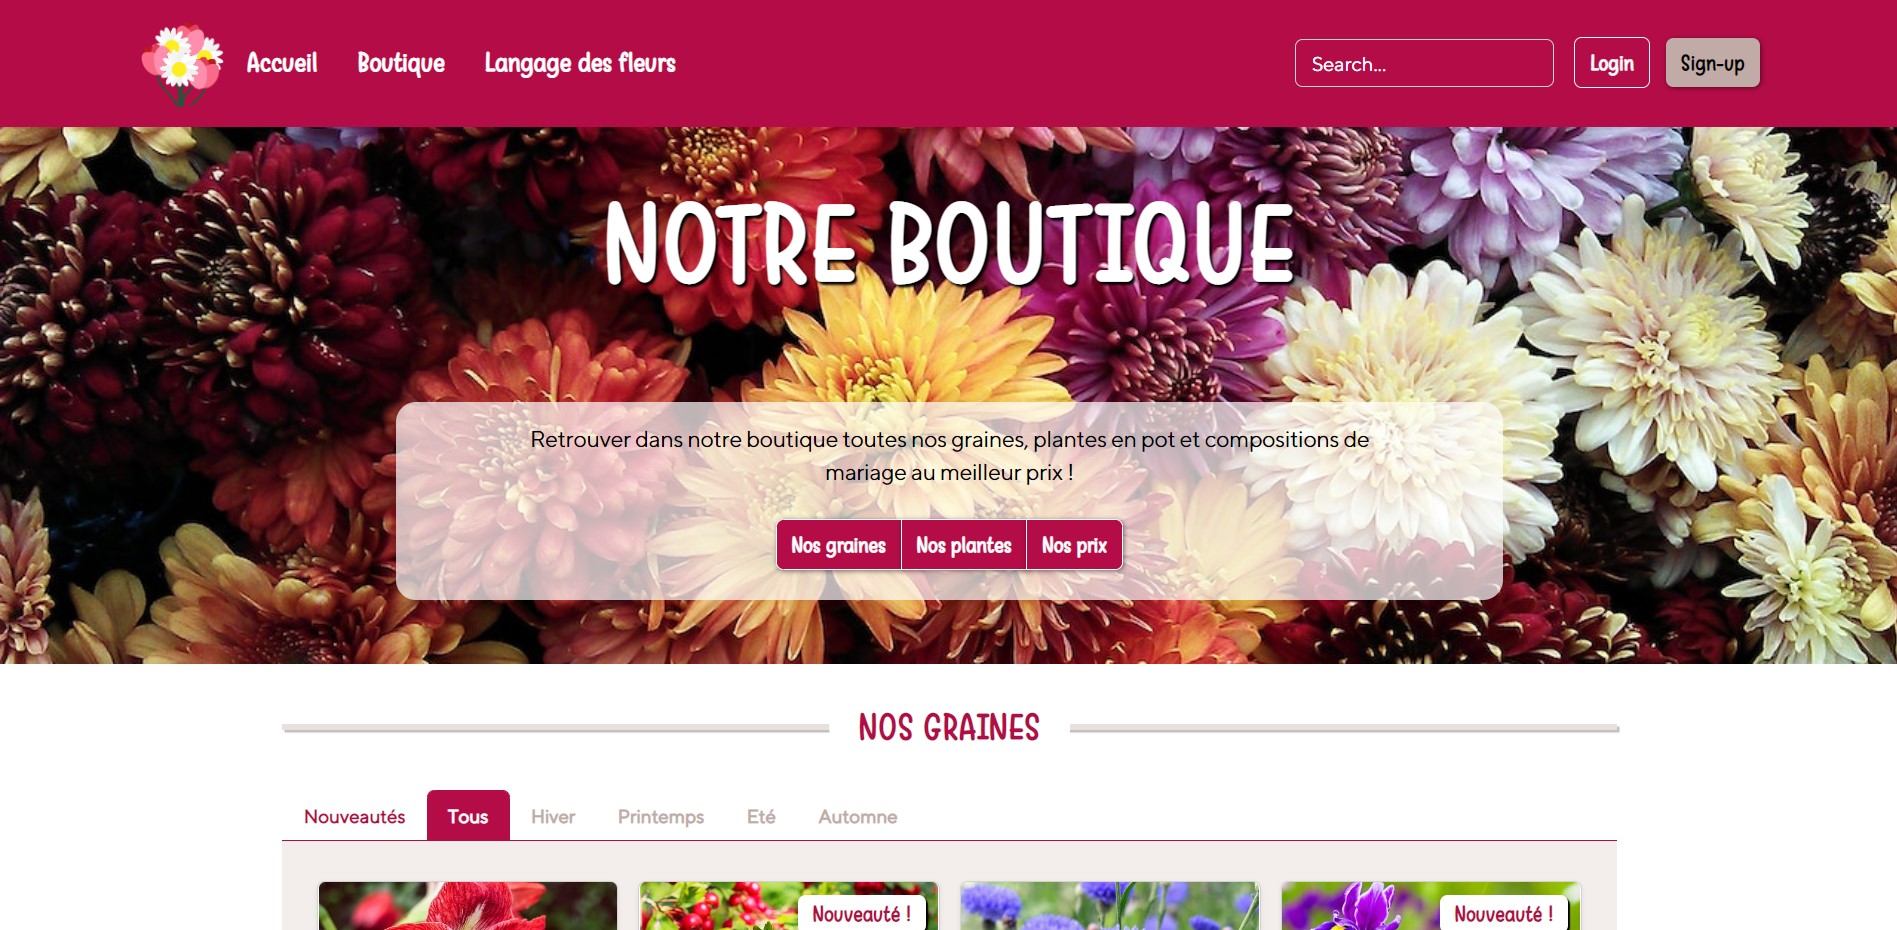 Accueil Boutique Langage des fleurs Search... Login Sign-up
NOTRE BOUTIQUE
Retrouver dans notre boutique toutes nos graines, plantes en pot et compositions de
mariage au meilleur prix !
Nos graines Nos plantes Nos prix
NOS GRAINES
Nouveautés Tous Hiver Printemps Eté Automne
Nouveauté ! Nouveauté !